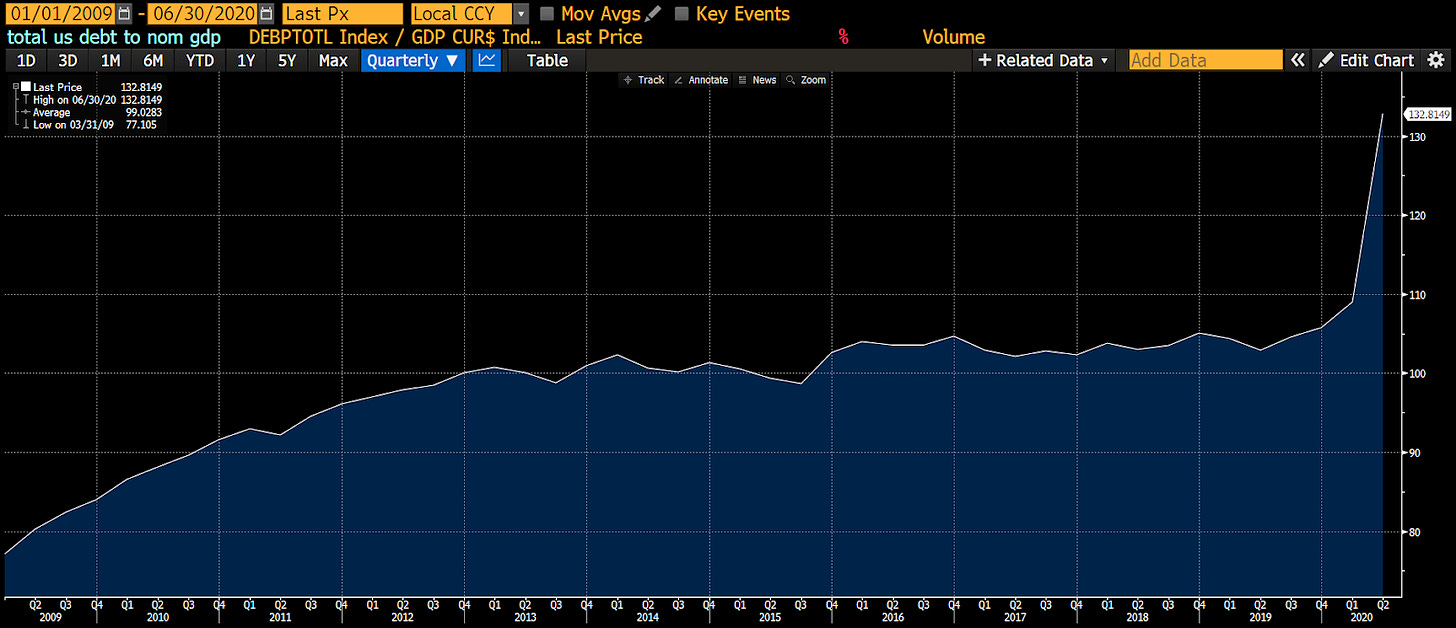 01/01/2009 - 06/30/2020 Last Px Local CCY Mov Avgs Key Events
total us debt to nom gdp DEBPTOTL Index / GDP CUR$ Ind... Last Price % Volume
1D 3D 1M 6M YTD 1Y 5Y Max Quarterly ▼ Table + Related Data ▾ Add Data « Edit Chart
Track Annotate News Zoom
Last Price 132.8149
High on 06/30/20 132.8149
Average 99.0283
Low on 03/31/09 77.105
132.8149
130
120
110
100
90
80
Q2 Q3 Q4 Q1 Q2 Q3 Q4 Q1 Q2 Q3 Q4 Q1 Q2 Q3 Q4 Q1 Q2 Q3 Q4 Q1 Q2 Q3 Q4 Q1 Q2 Q3 Q4 Q1 Q2 Q3 Q4 Q1 Q2 Q3 Q4 Q1 Q2 Q3 Q4 Q1 Q2 Q3 Q4 Q1 Q2
2009 2010 2011 2012 2013 2014 2015 2016 2017 2018 2019 2020